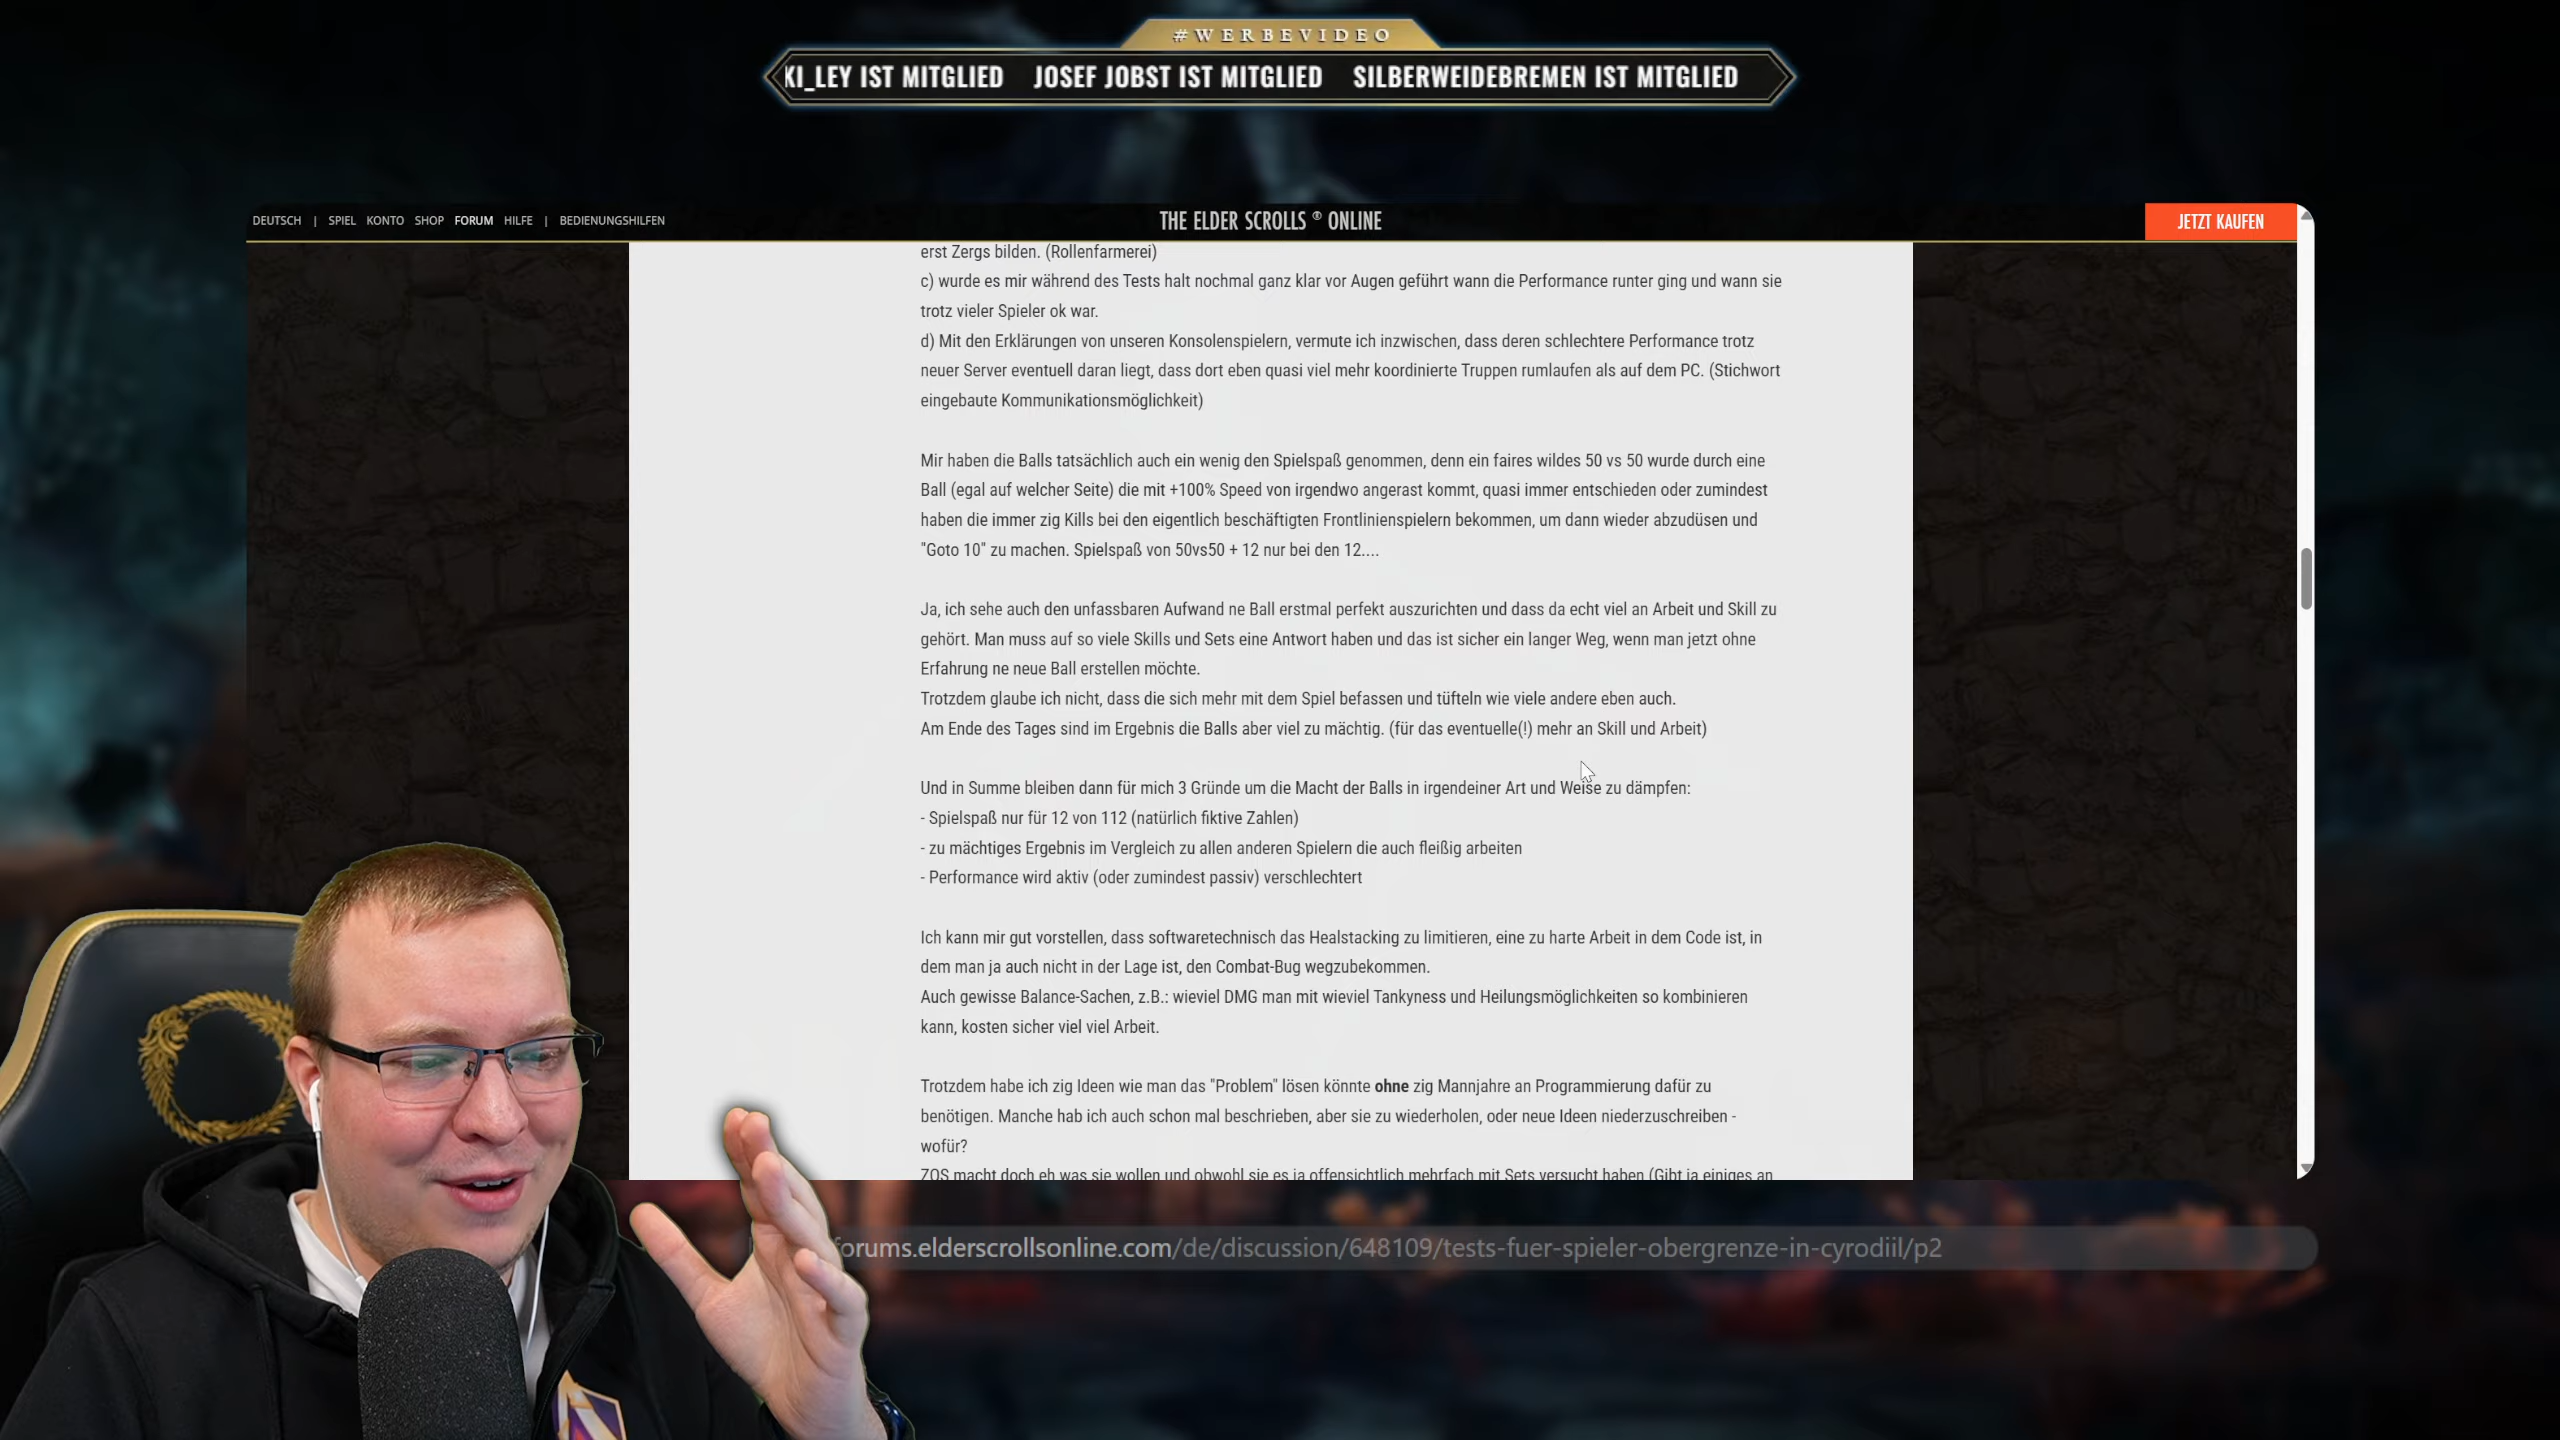 #WERBEVIDEO
KI_LEY IST MITGLIED JOSEF JOBST IST MITGLIED SILBERWEIDEBREMEN IST MITGLIED
DEUTSCH | SPIEL KONTO SHOP FORUM HILFE | BEDIENUNGSHILFEN
THE ELDER SCROLLS ® ONLINE
JETZT KAUFEN
erst Zergs bilden. (Rollenfarmerei)
c) wurde es mir während des Tests halt nochmal ganz klar vor Augen geführt wann die Performance runter ging und wann sie
trotz vieler Spieler ok war.
d) Mit den Erklärungen von unseren Konsolenspielern, vermute ich inzwischen, dass deren schlechtere Performance trotz
neuer Server eventuell daran liegt, dass dort eben quasi viel mehr koordinierte Truppen rumlaufen als auf dem PC. (Stichwort
eingebaute Kommunikationsmöglichkeit)
Mir haben die Balls tatsächlich auch ein wenig den Spielspaß genommen, denn ein faires wildes 50 vs 50 wurde durch eine
Ball (egal auf welcher Seite) die mit +100% Speed von irgendwo angerast kommt, quasi immer entschieden oder zumindest
haben die immer zig Kills bei den eigentlich beschäftigten Frontlinienspielern bekommen, um dann wieder abzudüsen und
"Goto 10" zu machen. Spielspaß von 50vs50 + 12 nur bei den 12....
Ja, ich sehe auch den unfassbaren Aufwand ne Ball erstmal perfekt auszurichten und dass da echt viel an Arbeit und Skill zu
gehört. Man muss auf so viele Skills und Sets eine Antwort haben und das ist sicher ein langer Weg, wenn man jetzt ohne
Erfahrung ne neue Ball erstellen möchte.
Trotzdem glaube ich nicht, dass die sich mehr mit dem Spiel befassen und tüfteln wie viele andere eben auch.
Am Ende des Tages sind im Ergebnis die Balls aber viel zu mächtig. (für das eventuelle(!) mehr an Skill und Arbeit)
Und in Summe bleiben dann für mich 3 Gründe um die Macht der Balls in irgendeiner Art und Weise zu dämpfen:
- Spielspaß nur für 12 von 112 (natürlich fiktive Zahlen)
- zu mächtiges Ergebnis im Vergleich zu allen anderen Spielern die auch fleißig arbeiten
- Performance wird aktiv (oder zumindest passiv) verschlechtert
Ich kann mir gut vorstellen, dass softwaretechnisch das Healstacking zu limitieren, eine zu harte Arbeit in dem Code ist, in
dem man ja auch nicht in der Lage ist, den Combat-Bug wegzubekommen.
Auch gewisse Balance-Sachen, z.B.: wieviel DMG man mit wieviel Tankyness und Heilungsmöglichkeiten so kombinieren
kann, kosten sicher viel viel Arbeit.
Trotzdem habe ich zig Ideen wie man das "Problem" lösen könnte ohne zig Mannjahre an Programmierung dafür zu
benötigen. Manche hab ich auch schon mal beschrieben, aber sie zu wiederholen, oder neue Ideen niederzuschreiben -
wofür?
ZOS macht doch eh was sie wollen und obwohl sie es ja offensichtlich mehrfach mit Sets versucht haben (Gibt ja einiges an
forums.elderscrollsonline.com/de/discussion/648109/tests-fuer-spieler-obergrenze-in-cyrodiil/p2